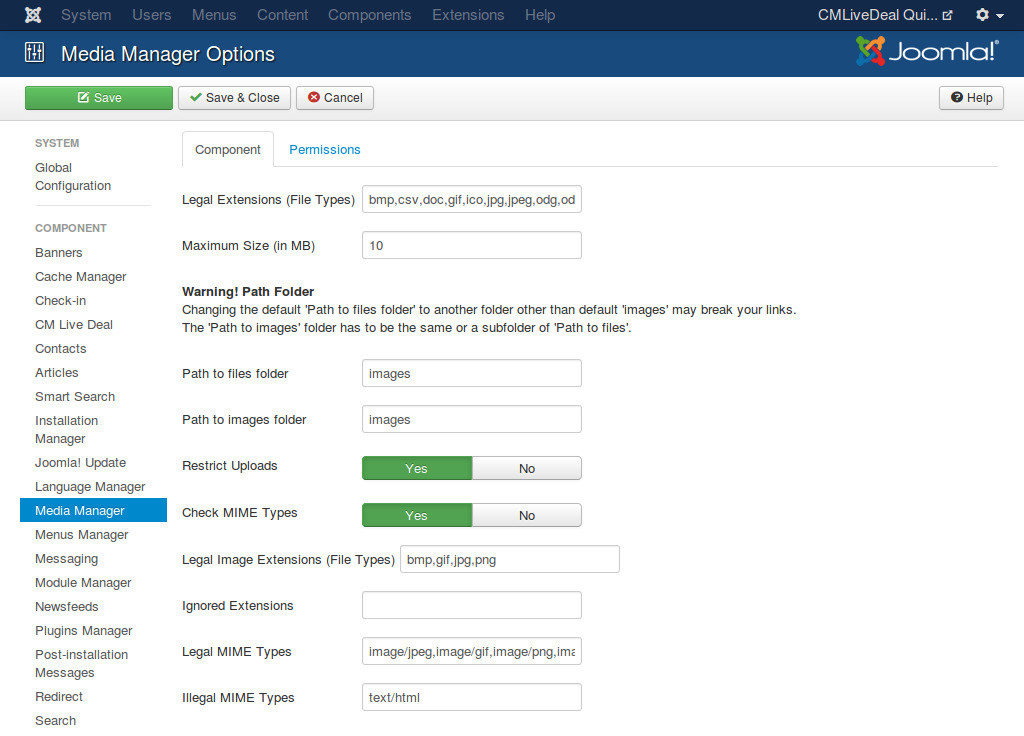 System Users Menus Content Components Extensions Help CMLiveDeal Qui...
Media Manager Options Joomla!®
Save Save & Close Cancel Help
SYSTEM
Global
Configuration
COMPONENT
Banners
Cache Manager
Check-in
CM Live Deal
Contacts
Articles
Smart Search
Installation
Manager
Joomla! Update
Language Manager
Media Manager
Menus Manager
Messaging
Module Manager
Newsfeeds
Plugins Manager
Post-installation
Messages
Redirect
Search
Component Permissions
Legal Extensions (File Types) bmp,csv,doc,gif,ico,jpg,jpeg,odg,od
Maximum Size (in MB) 10
Warning! Path Folder
Changing the default 'Path to files folder' to another folder other than default 'images' may break your links.
The 'Path to images' folder has to be the same or a subfolder of 'Path to files'.
Path to files folder images
Path to images folder images
Restrict Uploads Yes No
Check MIME Types Yes No
Legal Image Extensions (File Types) bmp,gif,jpg,png
Ignored Extensions
Legal MIME Types image/jpeg,image/gif,image/png,ima
Illegal MIME Types text/html